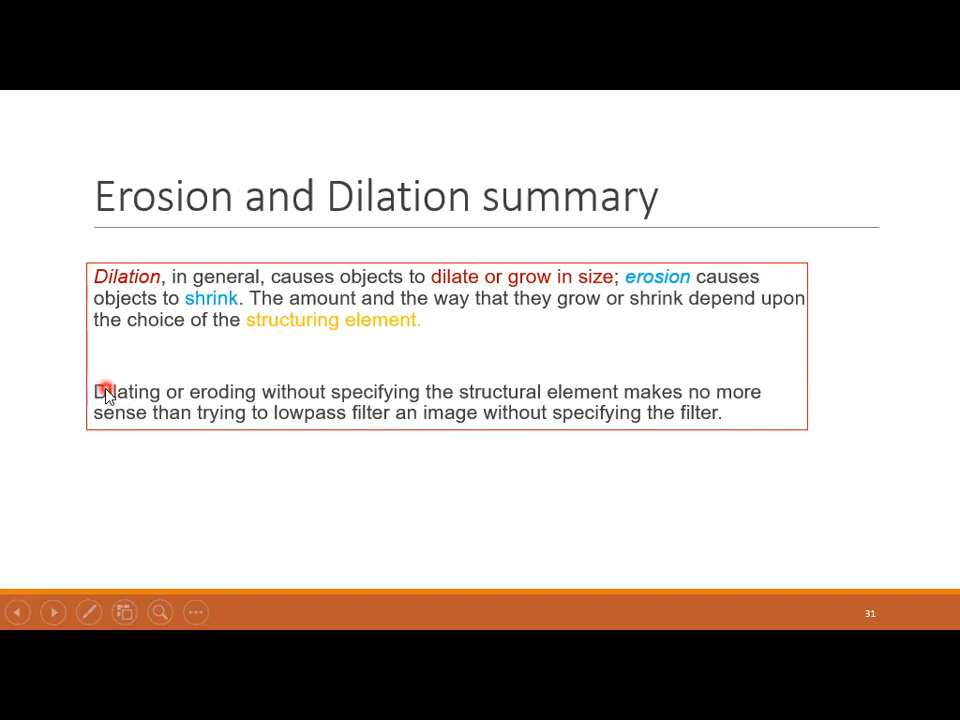 Erosion and Dilation summary
Dilation, in general, causes objects to dilate or grow in size; erosion causes
objects to shrink. The amount and the way that they grow or shrink depend upon
the choice of the structuring element.
Dilating or eroding without specifying the structural element makes no more
sense than trying to lowpass filter an image without specifying the filter.
31